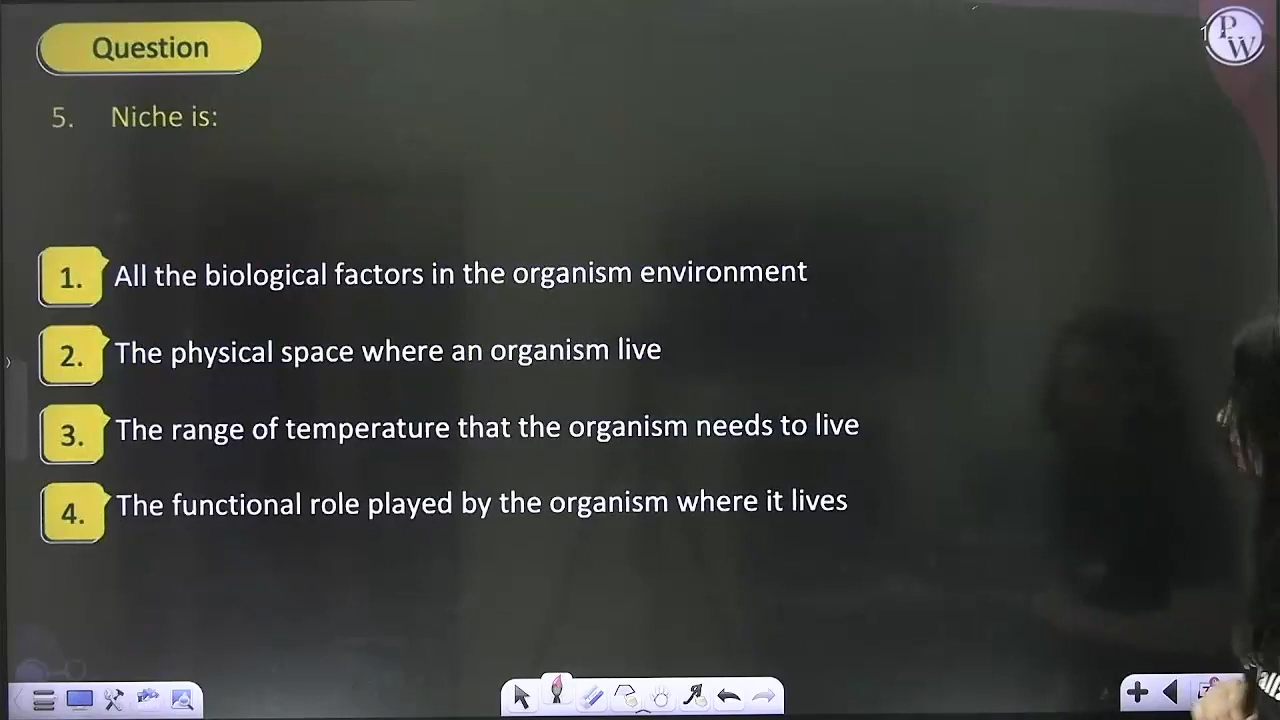 Question
PW
5. Niche is:
1. All the biological factors in the organism environment
2. The physical space where an organism live
3. The range of temperature that the organism needs to live
4. The functional role played by the organism where it lives